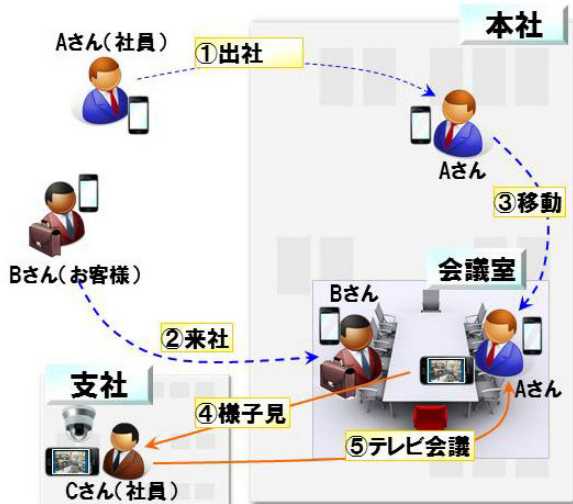 本社
Aさん(社員)
①出社
Aさん
③移動
Bさん(お客様)
会議室
Bさん
②来社
Aさん
支社
④様子見
⑤テレビ会議
Cさん(社員)